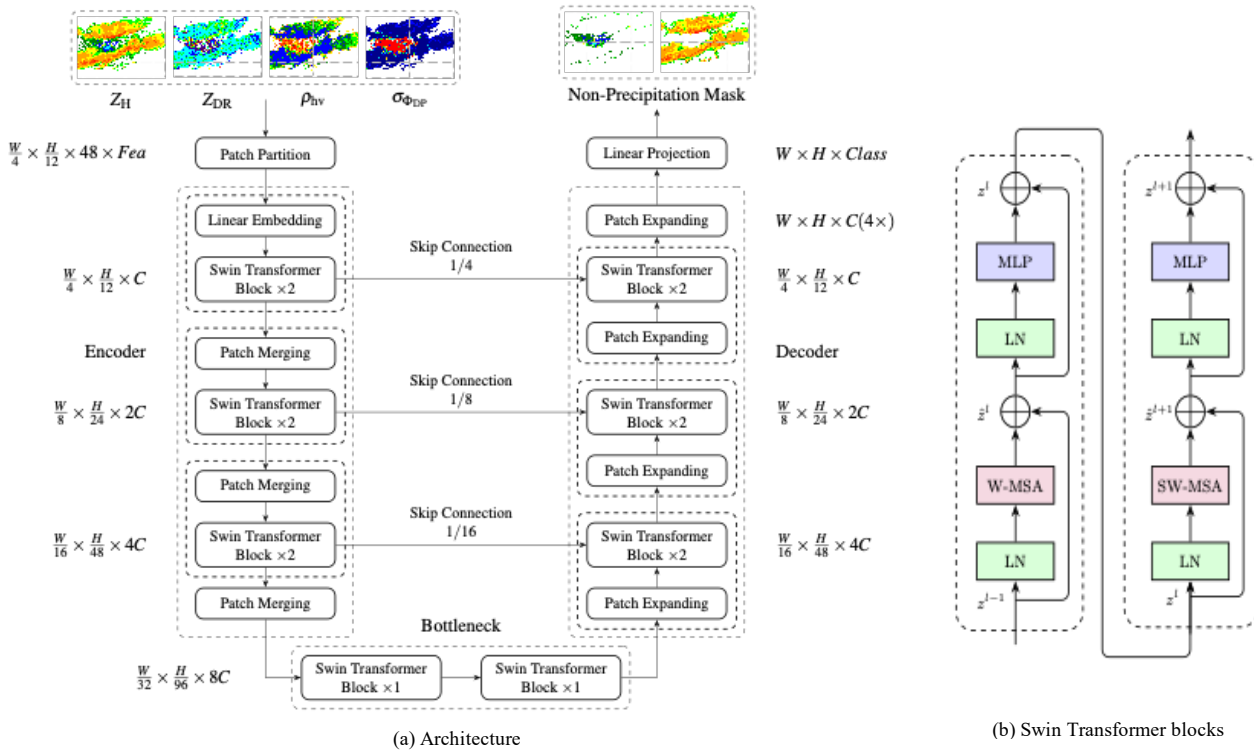 Z_H Z_DR ρ_hv σ_Φ_DP
Non-Precipitation Mask
W/4 × H/12 × 48 × Fea
Patch Partition
Linear Projection
W × H × Class
Linear Embedding
Patch Expanding
W × H × C(4×)
Skip Connection
1/4
W/4 × H/12 × C
Swin Transformer
Block ×2
Swin Transformer
Block ×2
W/4 × H/12 × C
Patch Expanding
Encoder
Patch Merging
Decoder
Skip Connection
1/8
W/8 × H/24 × 2C
Swin Transformer
Block ×2
Swin Transformer
Block ×2
W/8 × H/24 × 2C
Patch Merging
Patch Expanding
Skip Connection
1/16
W/16 × H/48 × 4C
Swin Transformer
Block ×2
Swin Transformer
Block ×2
W/16 × H/48 × 4C
Patch Merging
Patch Expanding
Bottleneck
W/32 × H/96 × 8C
Swin Transformer
Block ×1
Swin Transformer
Block ×1
(a) Architecture
z^l
MLP
LN
ẑ^l
W-MSA
LN
z^{l-1}
z^{l+1}
MLP
LN
ẑ^{l+1}
SW-MSA
LN
z^l
(b) Swin Transformer blocks